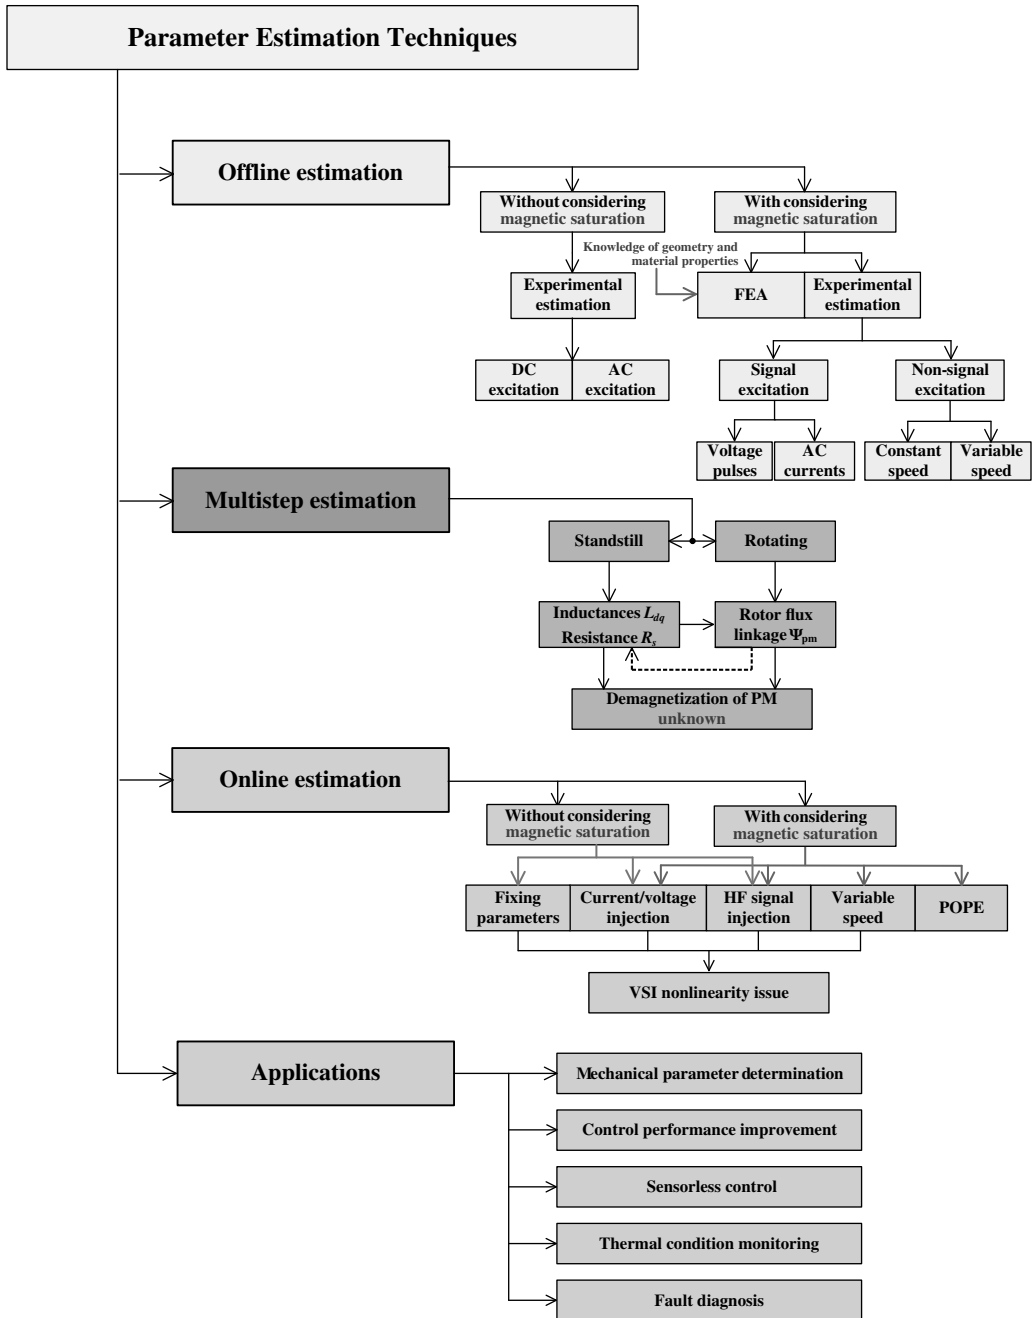 Parameter Estimation Techniques
Offline estimation
Without considering
magnetic saturation
With considering
magnetic saturation
Knowledge of geometry and
material properties
Experimental
estimation
FEA
Experimental
estimation
DC
excitation
AC
excitation
Signal
excitation
Non-signal
excitation
Voltage
pulses
AC
currents
Constant
speed
Variable
speed
Multistep estimation
Standstill
Rotating
Inductances L_dq
Resistance R_s
Rotor flux
linkage Ψ_pm
Demagnetization of PM
unknown
Online estimation
Without considering
magnetic saturation
With considering
magnetic saturation
Fixing
parameters
Current/voltage
injection
HF signal
injection
Variable
speed
POPE
VSI nonlinearity issue
Applications
Mechanical parameter determination
Control performance improvement
Sensorless control
Thermal condition monitoring
Fault diagnosis